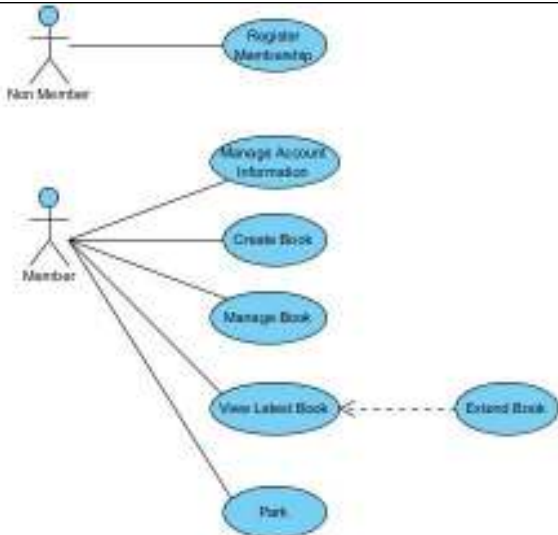 Register
Membership
Non Member
Manage Account
Information
Create Book
Member
Manage Book
View Latest Book
Extend Book
Park